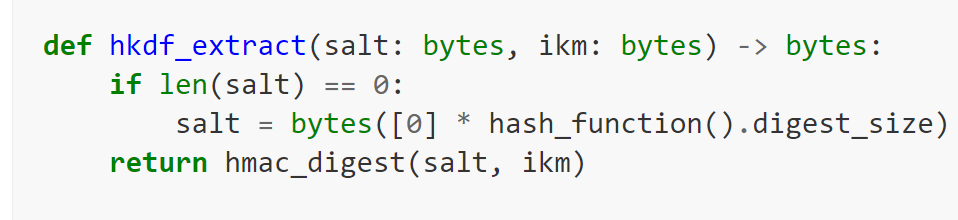 def hkdf_extract(salt: bytes, ikm: bytes) -> bytes:
    if len(salt) == 0:
        salt = bytes([0] * hash_function().digest_size)
    return hmac_digest(salt, ikm)